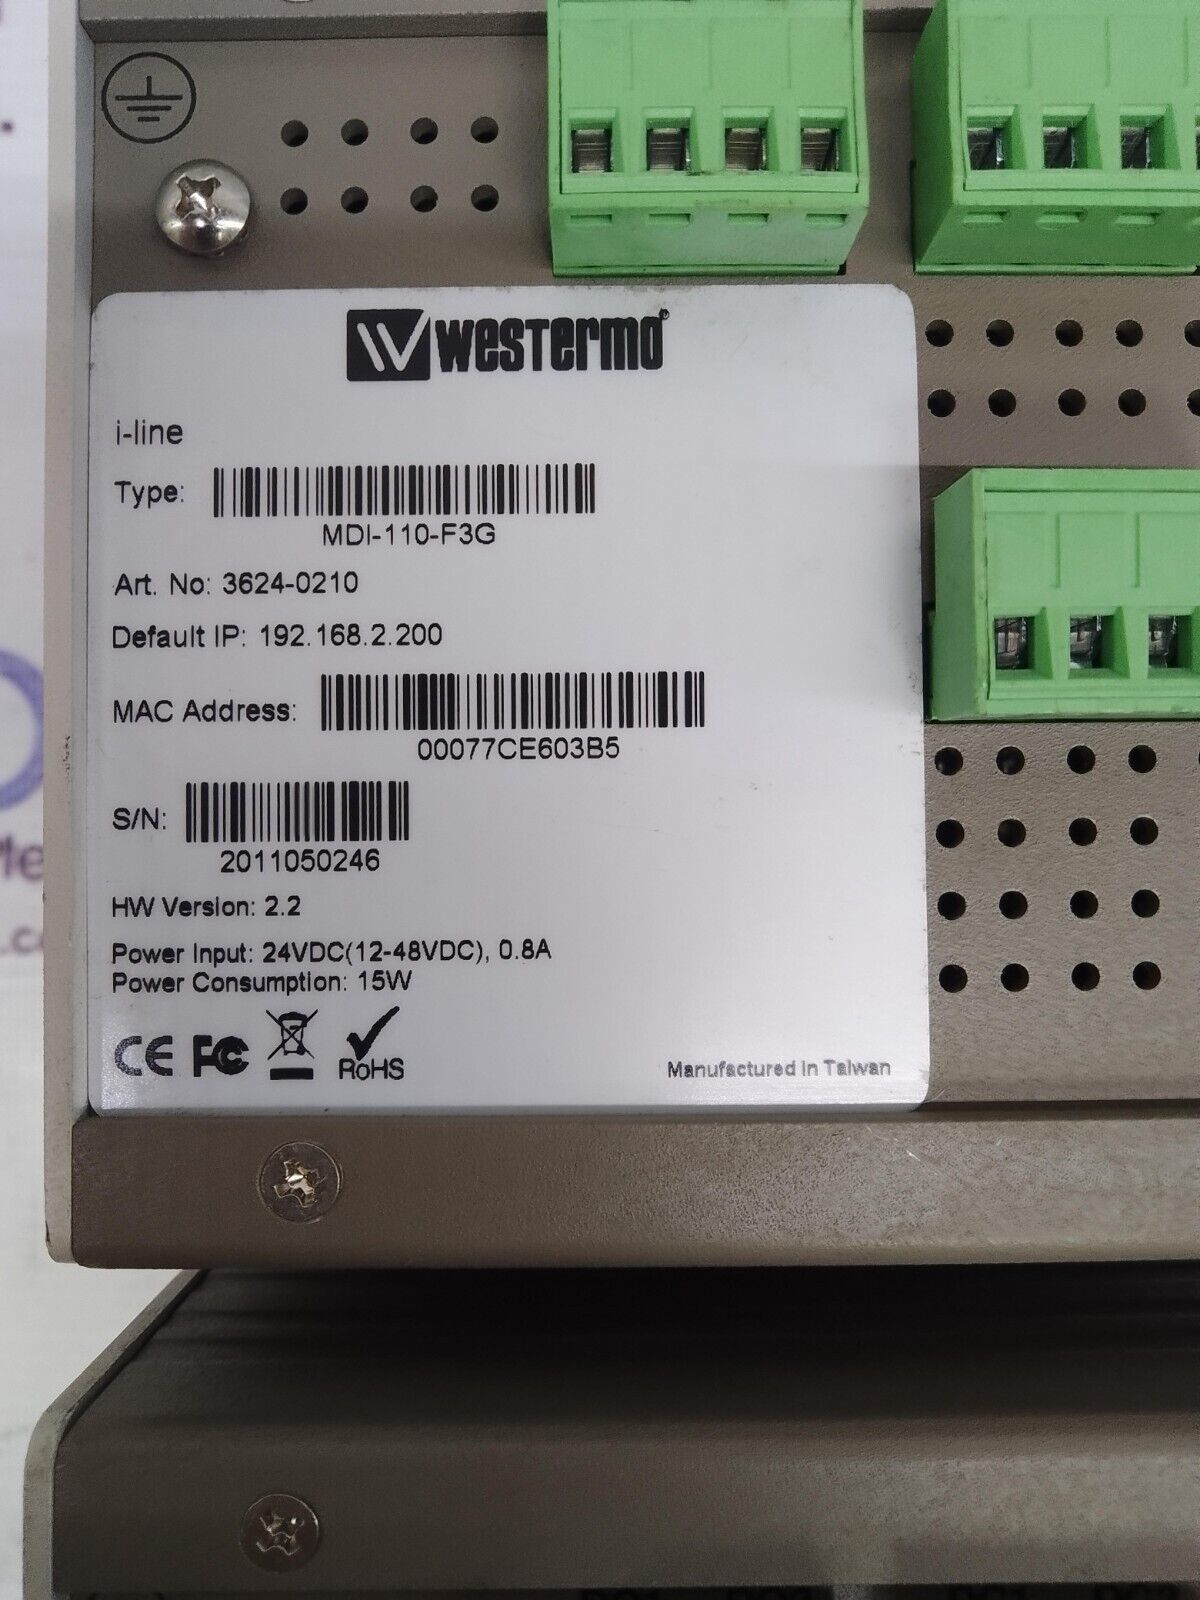 WESTERMO®
i-line
Type:
MDI-110-F3G
Art. No: 3624-0210
Default IP: 192.168.2.200
MAC Address:
00077CE603B5
S/N:
2011050246
HW Version: 2.2
Power Input: 24VDC(12-48VDC), 0.8A
Power Consumption: 15W
CE FC RoHS
Manufactured in Taiwan